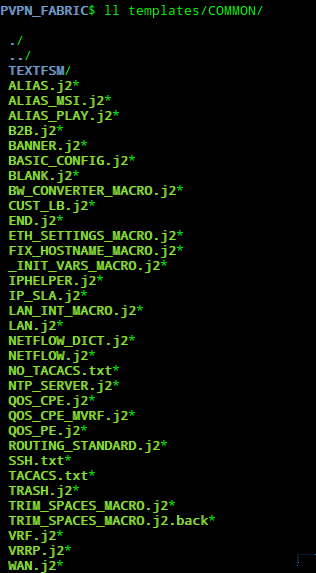 PVPN_FABRIC$ ll templates/COMMON/
./
../
TEXTFSM/
ALIAS.j2*
ALIAS_MSI.j2*
ALIAS_PLAY.j2*
B2B.j2*
BANNER.j2*
BASIC_CONFIG.j2*
BLANK.j2*
BW_CONVERTER_MACRO.j2*
CUST_LB.j2*
END.j2*
ETH_SETTINGS_MACRO.j2*
FIX_HOSTNAME_MACRO.j2*
_INIT_VARS_MACRO.j2*
IPHELPER.j2*
IP_SLA.j2*
LAN_INT_MACRO.j2*
LAN.j2*
NETFLOW_DICT.j2*
NETFLOW.j2*
NO_TACACS.txt*
NTP_SERVER.j2*
QOS_CPE.j2*
QOS_CPE_MVRF.j2*
QOS_PE.j2*
ROUTING_STANDARD.j2*
SSH.txt*
TACACS.txt*
TRASH.j2*
TRIM_SPACES_MACRO.j2*
TRIM_SPACES_MACRO.j2.back*
VRF.j2*
VRRP.j2*
WAN.j2*